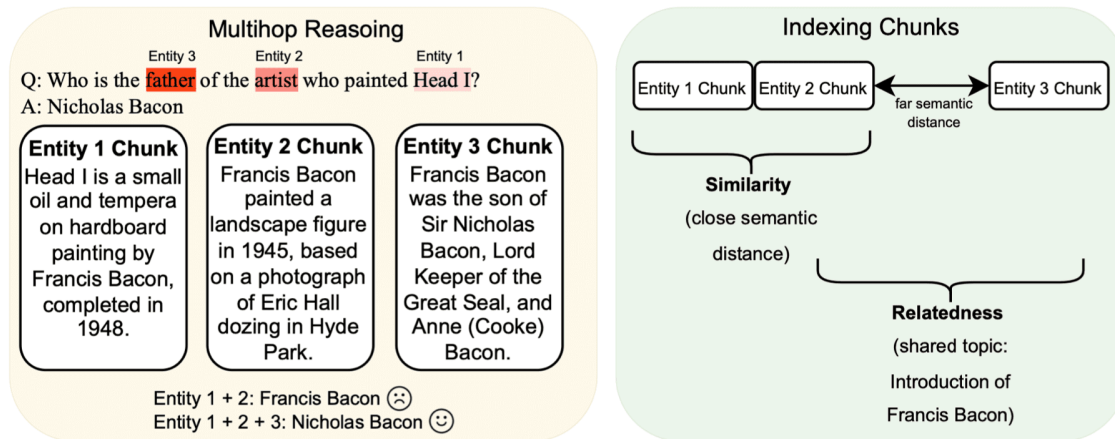 Multihop Reasoing
Entity 3 Entity 2 Entity 1
Q: Who is the father of the artist who painted Head I?
A: Nicholas Bacon
Entity 1 Chunk
Head I is a small
oil and tempera
on hardboard
painting by
Francis Bacon,
completed in
1948.
Entity 2 Chunk
Francis Bacon
painted a
landscape figure
in 1945, based
on a photograph
of Eric Hall
dozing in Hyde
Park.
Entity 3 Chunk
Francis Bacon
was the son of
Sir Nicholas
Bacon, Lord
Keeper of the
Great Seal, and
Anne (Cooke)
Bacon.
Entity 1 + 2: Francis Bacon
Entity 1 + 2 + 3: Nicholas Bacon
Indexing Chunks
Entity 1 Chunk Entity 2 Chunk Entity 3 Chunk
far semantic
distance
Similarity
(close semantic
distance)
Relatedness
(shared topic:
Introduction of
Francis Bacon)